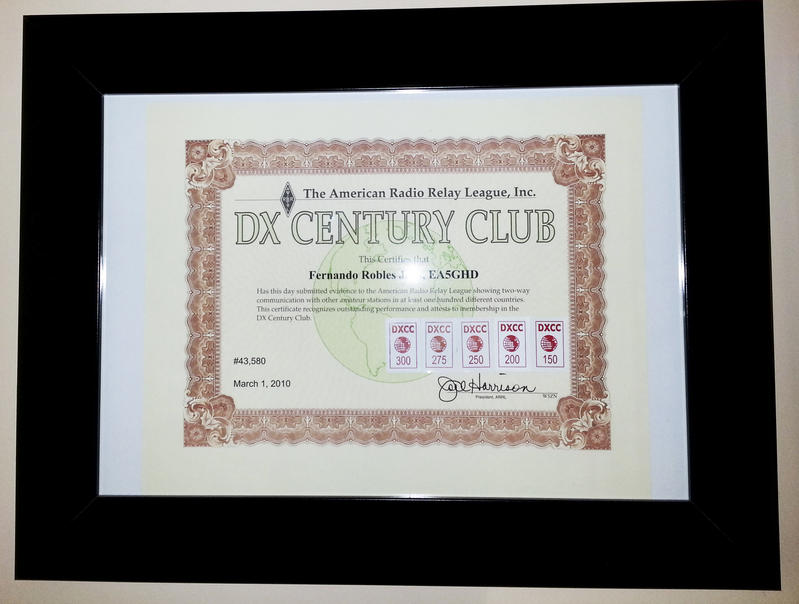 The American Radio Relay League, Inc.
DX CENTURY CLUB
This Certifies that
Fernando Robles EA5GHD
Has this day submitted evidence to the American Radio Relay League showing two-way
communication with other amateur stations in at least one hundred different countries.
This certificate recognizes outstanding performance and attests to membership in the
DX Century Club.
DXCC DXCC DXCC DXCC DXCC
300 275 250 200 150
#43,580
March 1, 2010
Joel Harrison
President, ARRL W5ZN